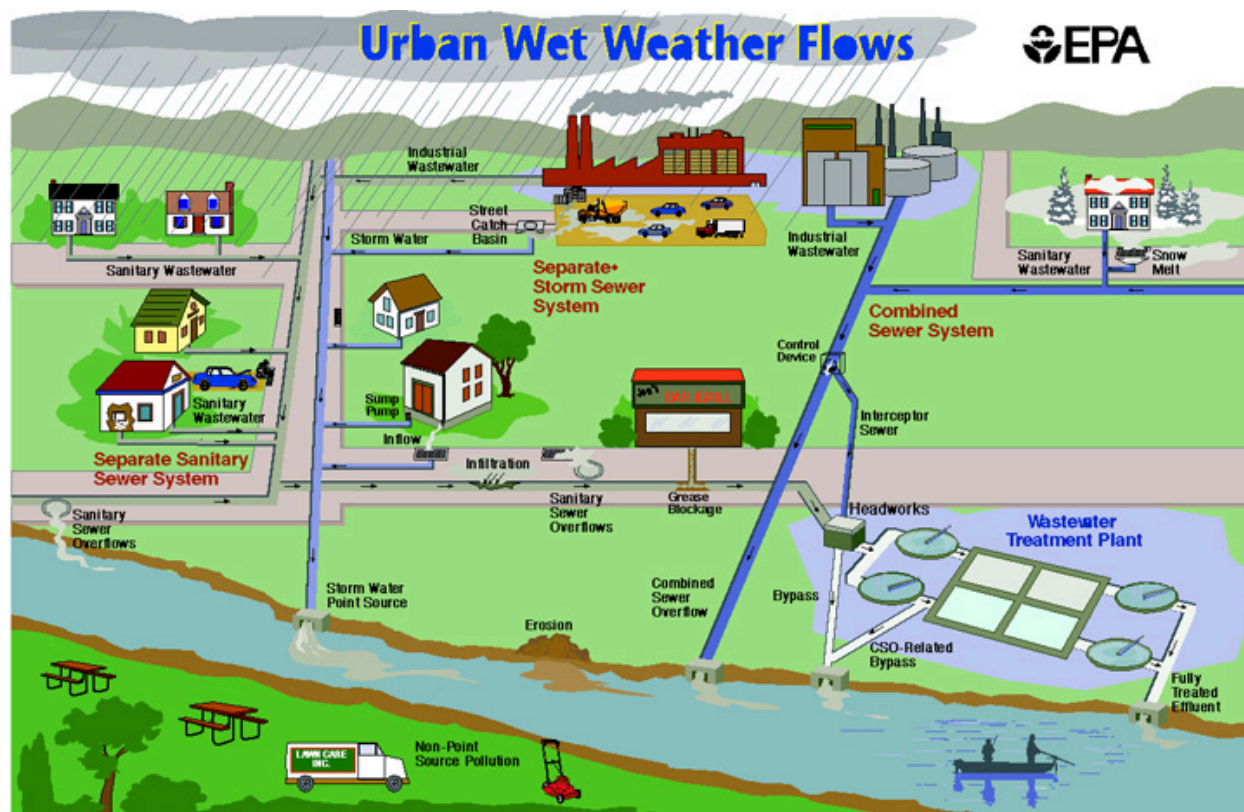 Urban Wet Weather Flows
EPA
Industrial
Wastewater
Street
Catch
Basin
Storm Water
Separate
Storm Sewer
System
Industrial
Wastewater
Sanitary
Wastewater
Snow
Melt
Sanitary Wastewater
Combined
Sewer System
Control
Device
Sanitary
Wastewater
Sump
Pump
Inflow
BAR GRILL
Interceptor
Sewer
Separate Sanitary
Sewer System
Infiltration
Sanitary
Sewer
Overflows
Grease
Blockage
Sanitary
Sewer
Overflows
Headworks
Wastewater
Treatment Plant
Storm Water
Point Source
Combined
Sewer
Overflow
Bypass
Erosion
CSO-Related
Bypass
Fully
Treated
Effluent
LAWN CARE
INC.
Non-Point
Source Pollution